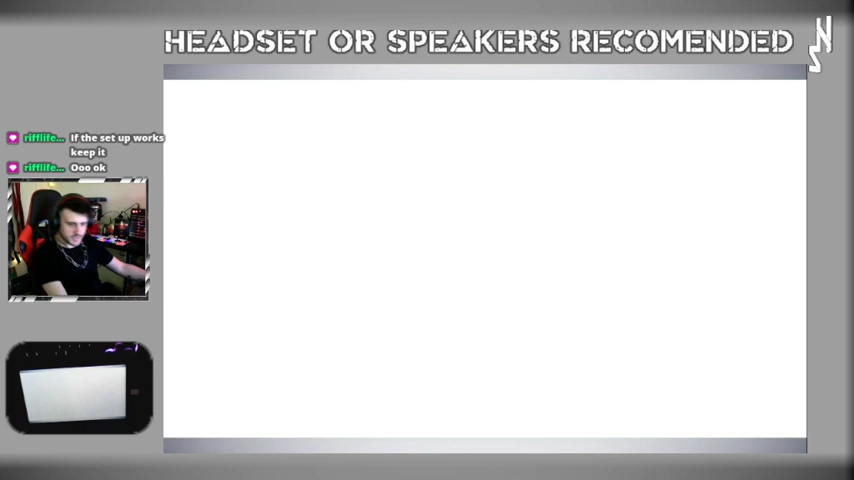 HEADSET OR SPEAKERS RECOMENDED
rifflife... If the set up works
keep it
rifflife... Ooo ok